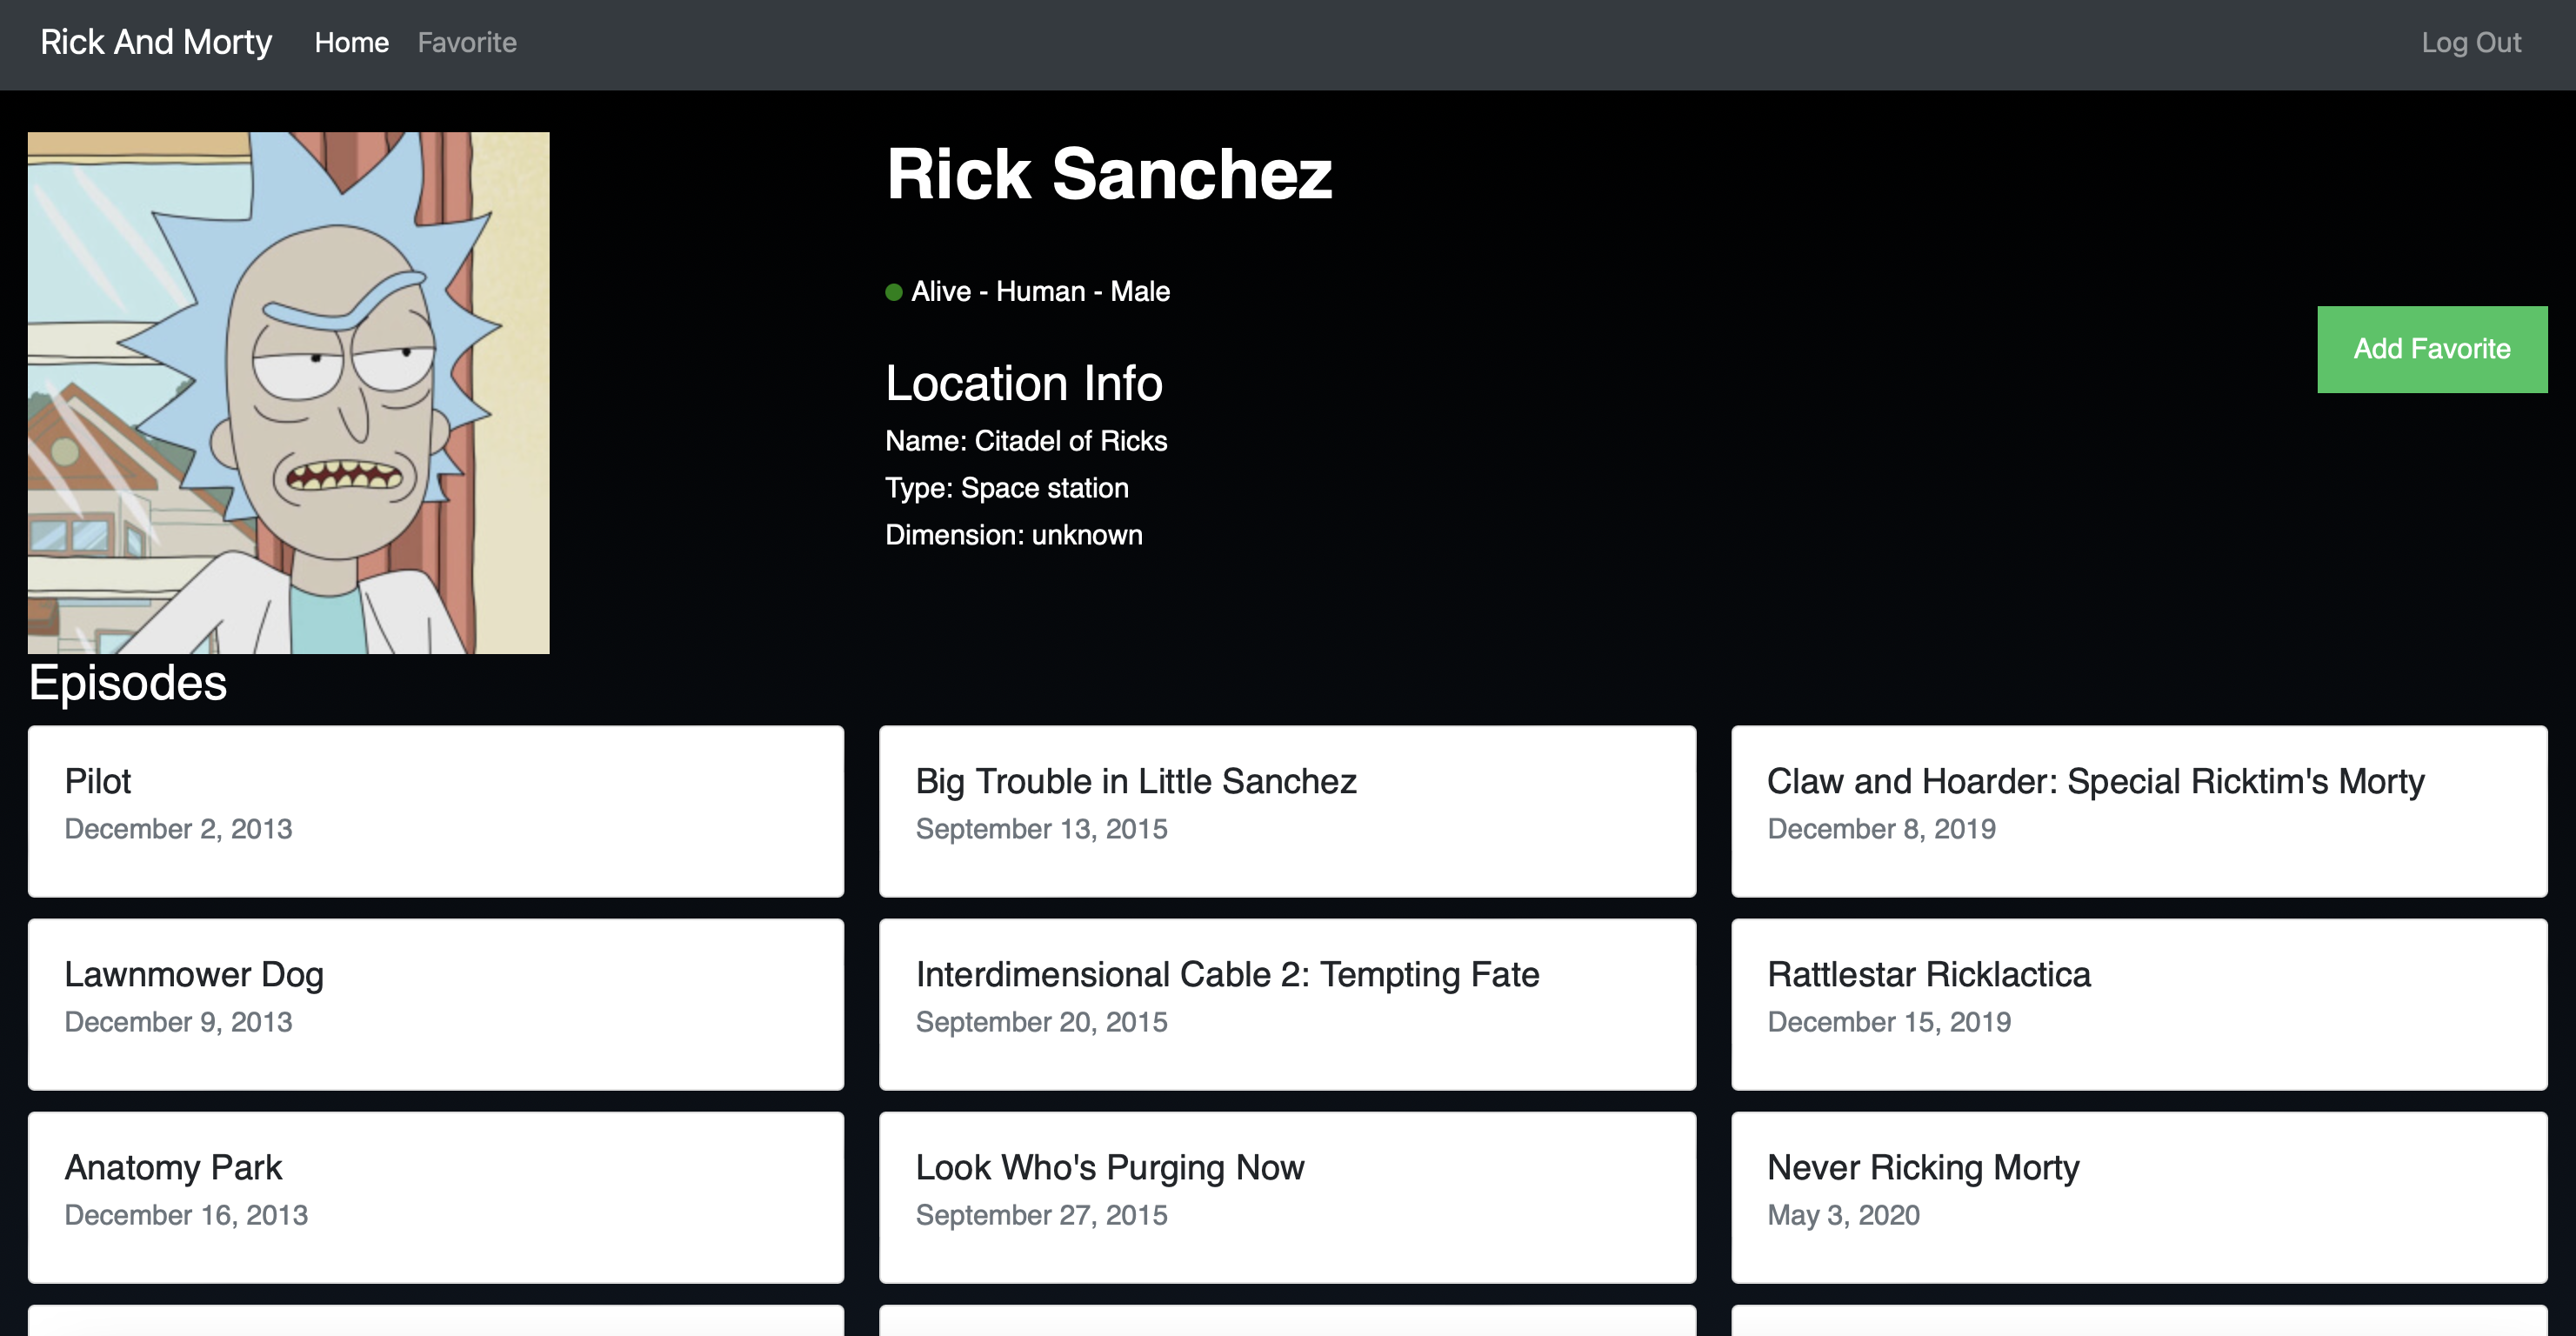 Rick And Morty Home Favorite Log Out
Rick Sanchez
Alive - Human - Male
Add Favorite
Location Info
Name: Citadel of Ricks
Type: Space station
Dimension: unknown
Episodes
Pilot
December 2, 2013
Big Trouble in Little Sanchez
September 13, 2015
Claw and Hoarder: Special Ricktim's Morty
December 8, 2019
Lawnmower Dog
December 9, 2013
Interdimensional Cable 2: Tempting Fate
September 20, 2015
Rattlestar Ricklactica
December 15, 2019
Anatomy Park
December 16, 2013
Look Who's Purging Now
September 27, 2015
Never Ricking Morty
May 3, 2020